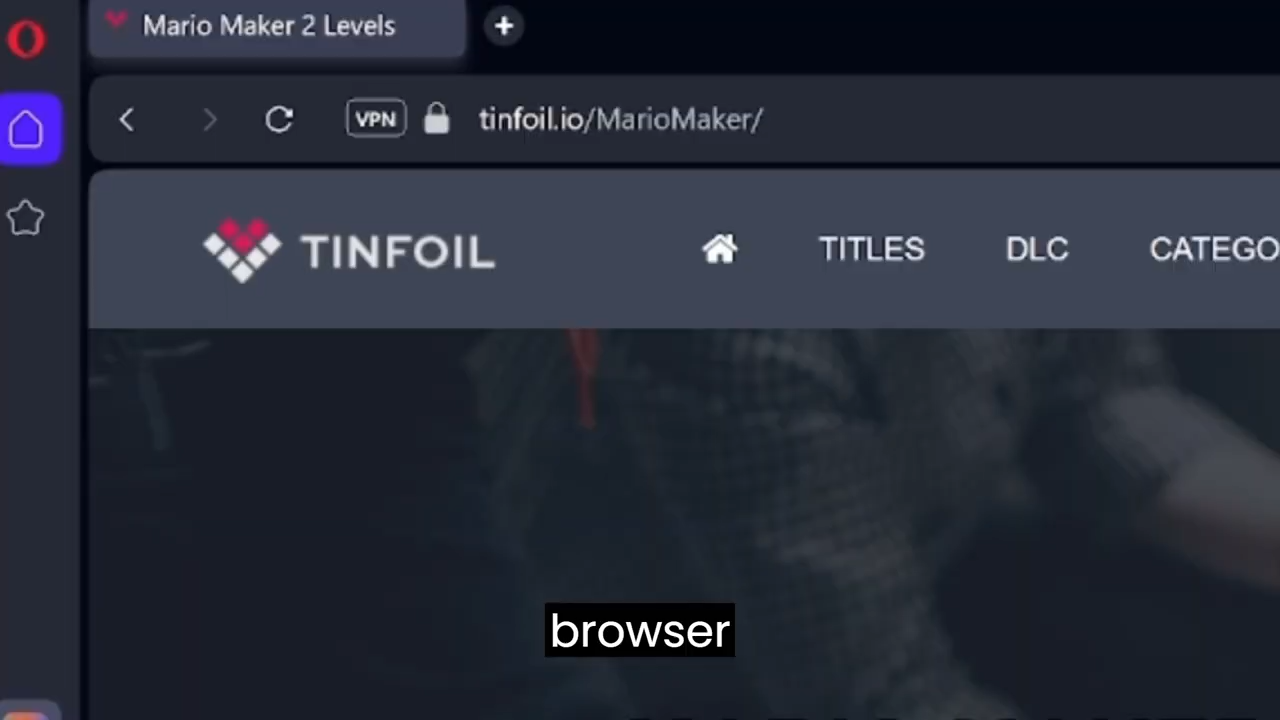 Mario Maker 2 Levels
VPN tinfoil.io/MarioMaker/
TINFOIL TITLES DLC CATEGO
browser